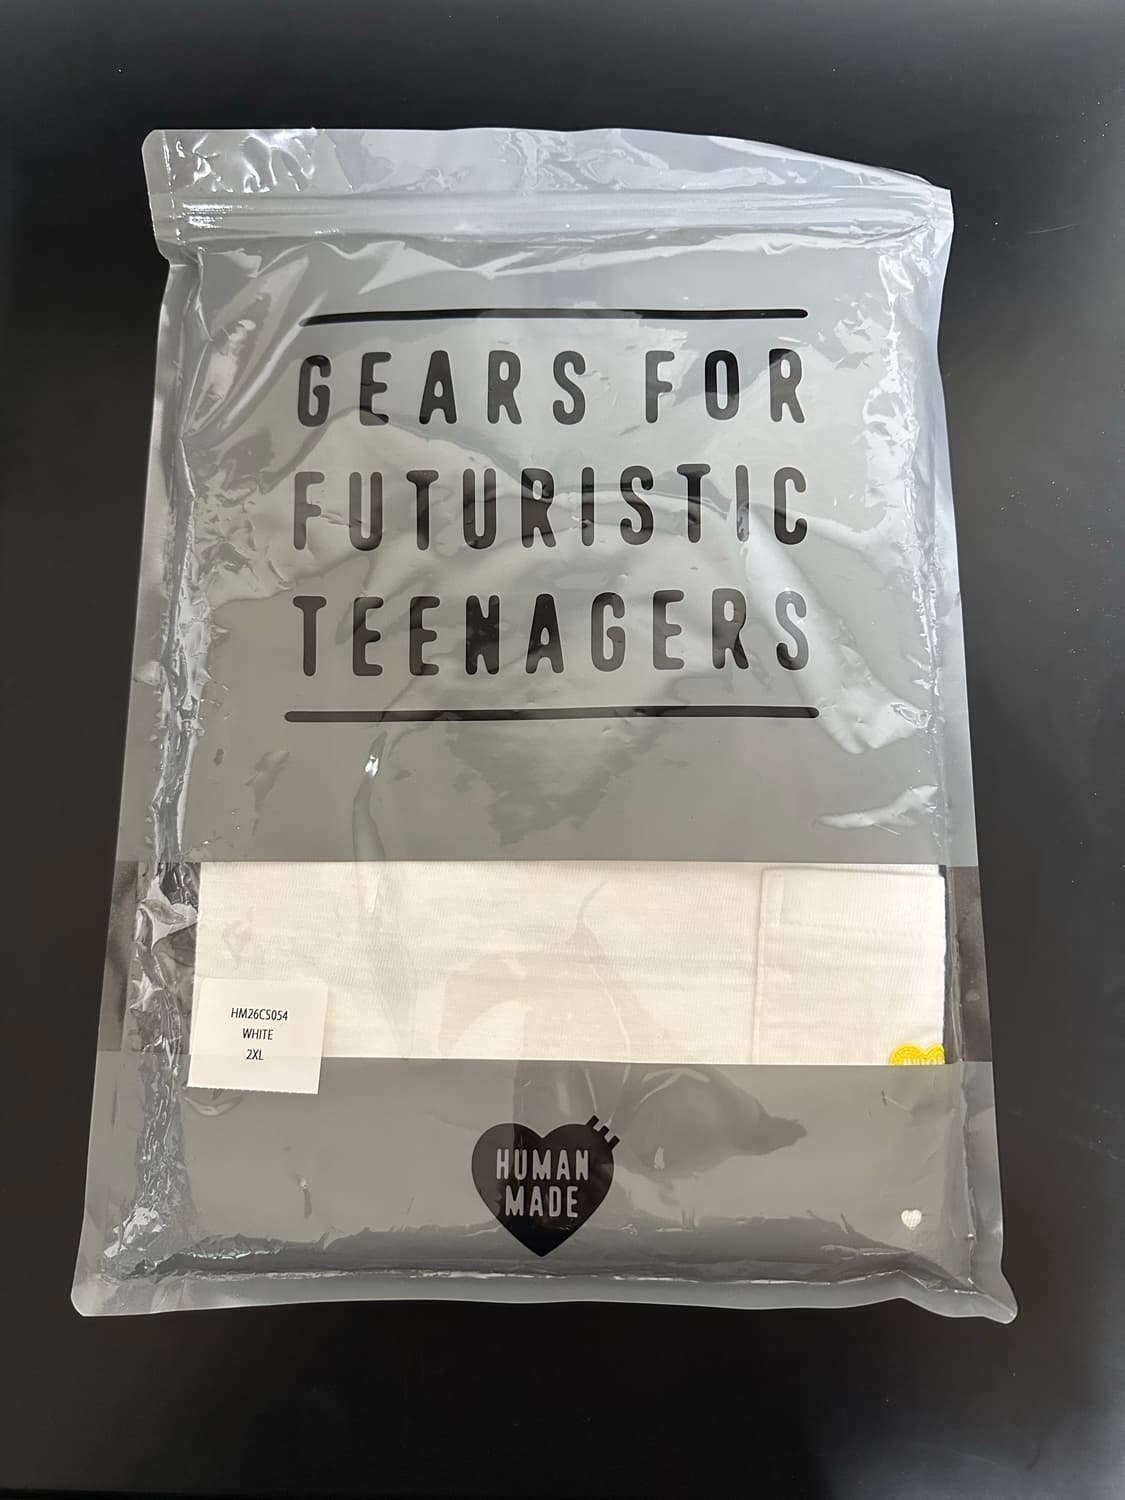 GEARS FOR
FUTURISTIC
TEENAGERS
HM26CS054
WHITE
2XL
HUMAN
MADE